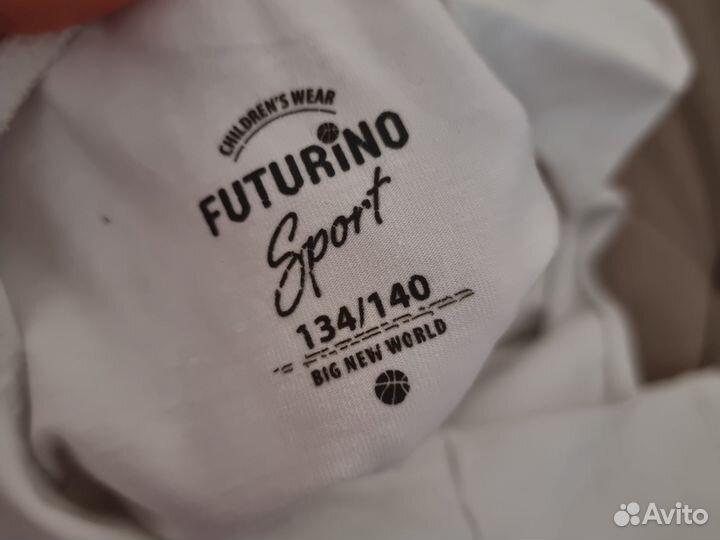 CHILDREN'S WEAR
FUTURiNO
Sport
134/140
BIG NEW WORLD
Avito